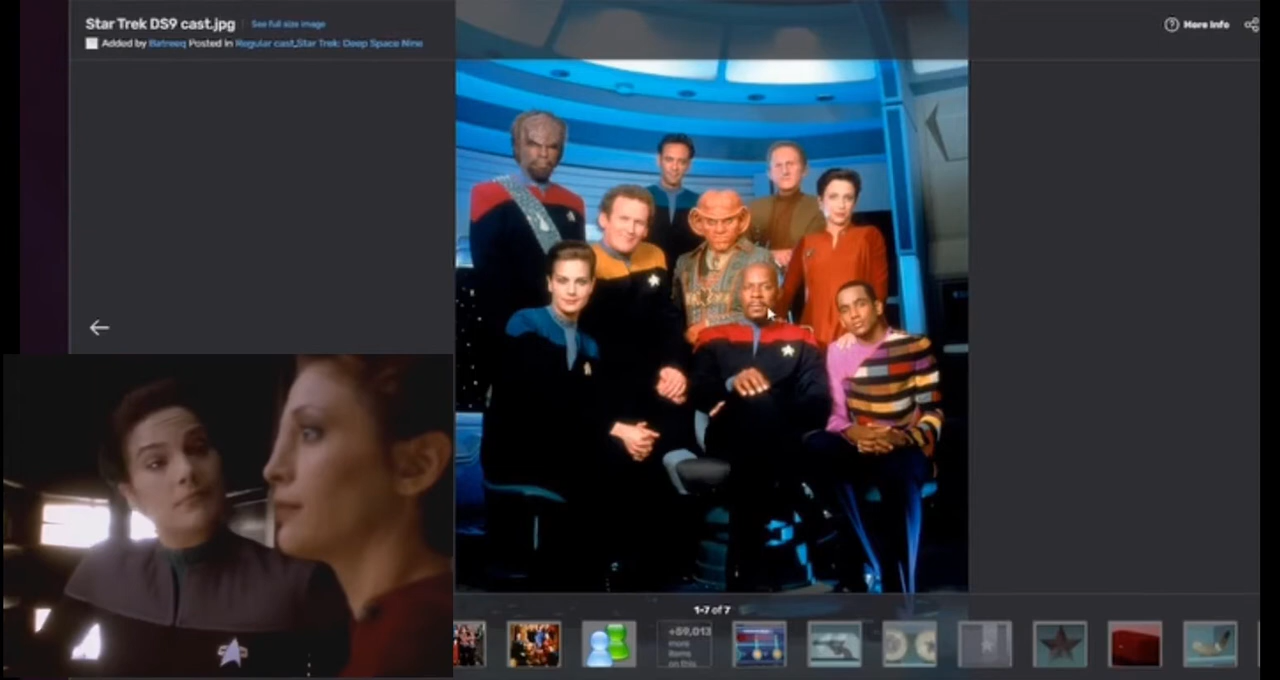 Star Trek DS9 cast.jpg See full size image
Added by Batreeq Posted in Regular cast,Star Trek: Deep Space Nine
More Info
1-7 of 7
+59,013
more
items
on this